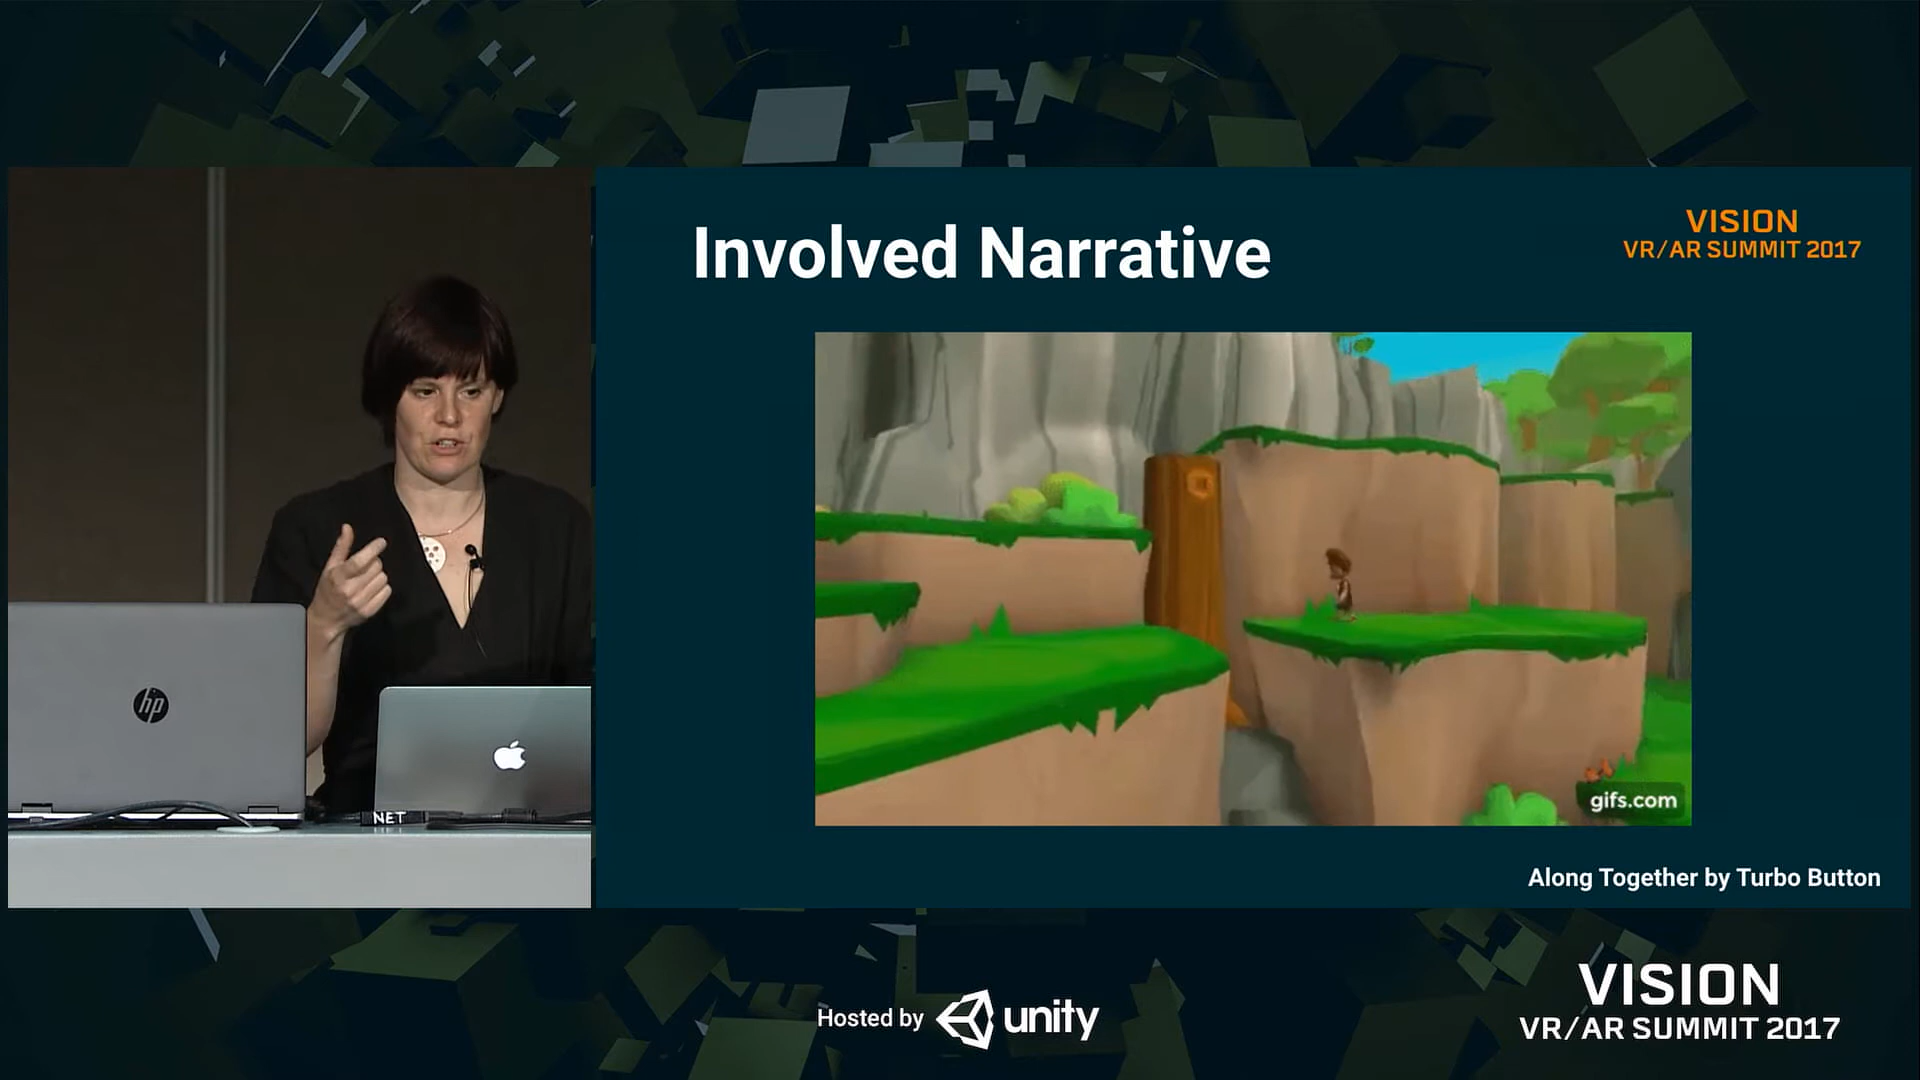 Involved Narrative
VISION
VR/AR SUMMIT 2017
hp
NET
gifs.com
Along Together by Turbo Button
Hosted by unity
VISION
VR/AR SUMMIT 2017